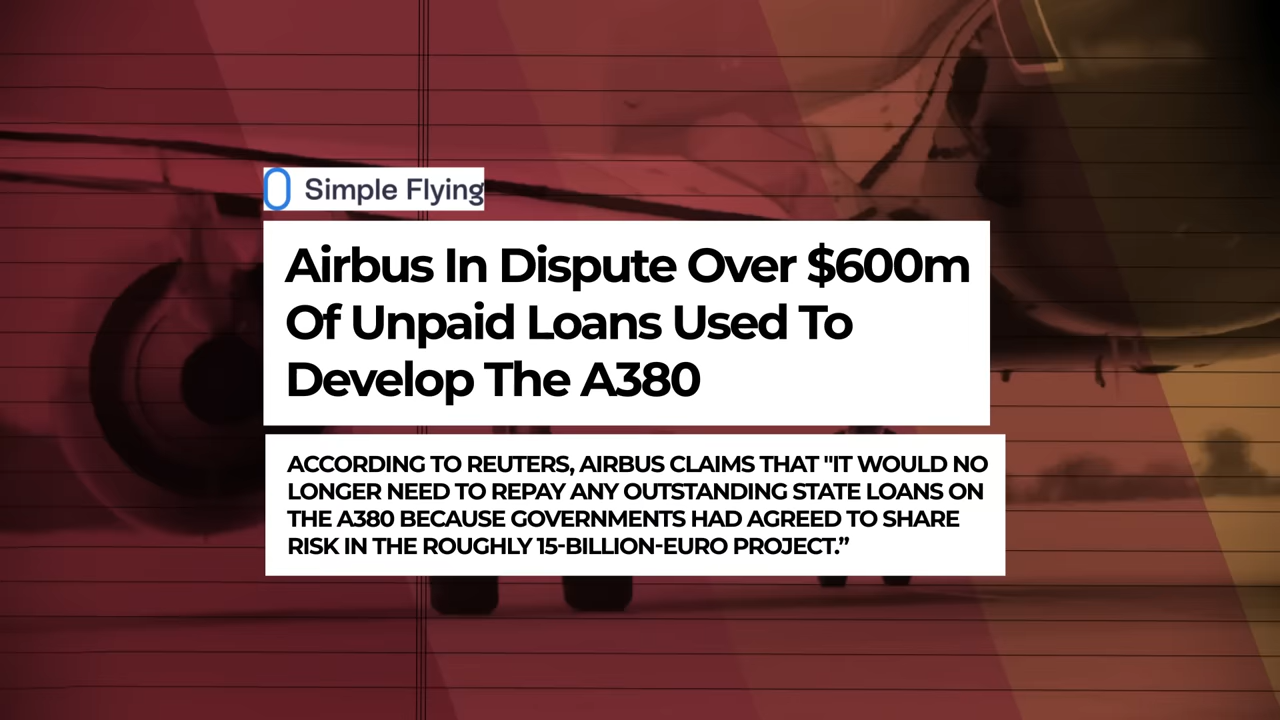 Simple Flying
Airbus In Dispute Over $600m
Of Unpaid Loans Used To
Develop The A380
ACCORDING TO REUTERS, AIRBUS CLAIMS THAT "IT WOULD NO
LONGER NEED TO REPAY ANY OUTSTANDING STATE LOANS ON
THE A380 BECAUSE GOVERNMENTS HAD AGREED TO SHARE
RISK IN THE ROUGHLY 15-BILLION-EURO PROJECT.”